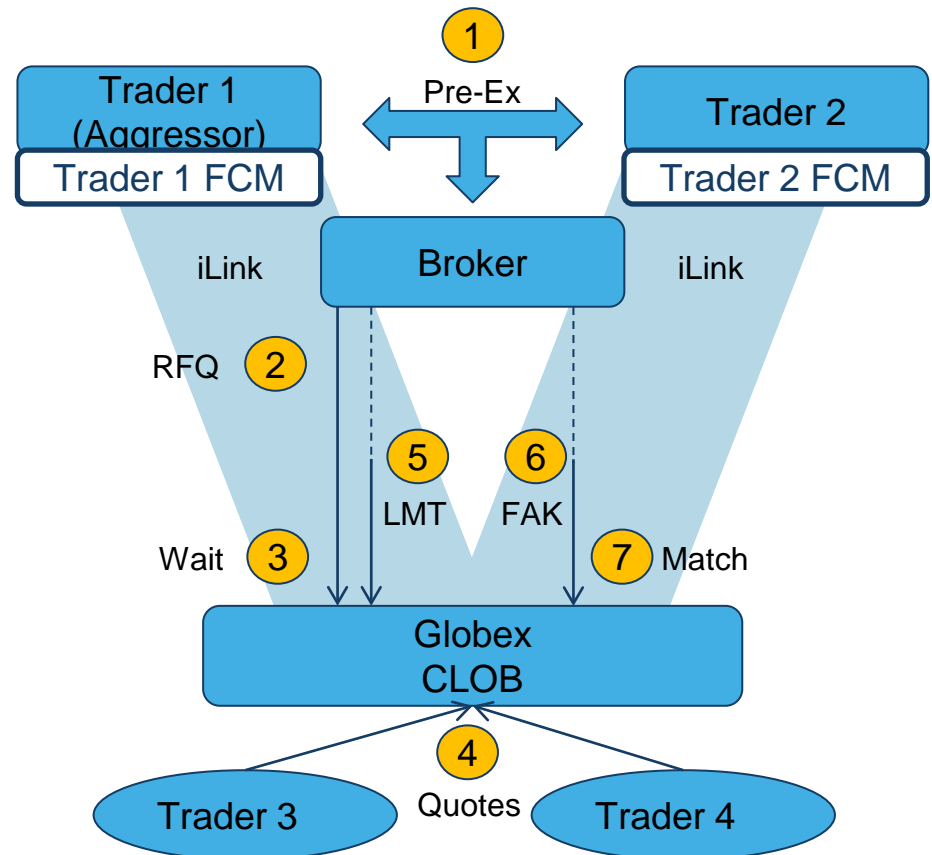 1
Pre-Ex
Trader 1
(Aggressor)
Trader 1 FCM
Trader 2
Trader 2 FCM
Broker
iLink
iLink
RFQ
2
5
LMT
6
FAK
Wait
3
7
Match
Globex
CLOB
4
Quotes
Trader 3
Trader 4